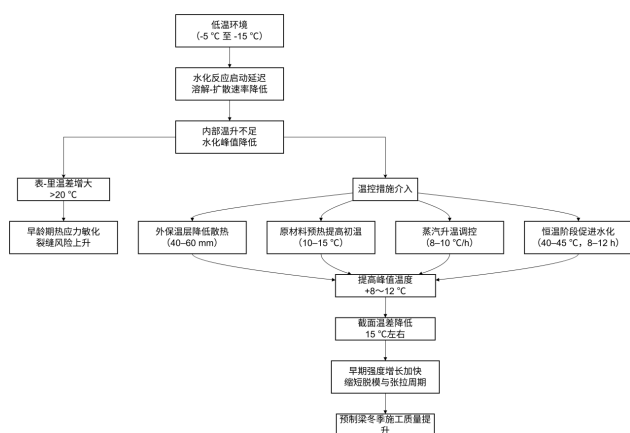 低温环境
（-5 ℃ 至 -15℃）
水化反应启动延迟
溶解-扩散速率降低
内部温升不足
水化峰值降低
表-里温差增大
>20 ℃
温控措施介入
早龄期热应力敏化
裂缝风险上升
外保温层降低散热
（40–60 mm）
原材料预热提高初温
（10–15 ℃）
蒸汽升温调控
（8–10 ℃/h）
恒温阶段促进水化
（40–45 ℃，8–12 h）
提高峰值温度
+8～12 ℃
截面温差降低
15 ℃左右
早期强度增长加快
缩短脱模与张拉周期
预制梁冬季施工质量提
升